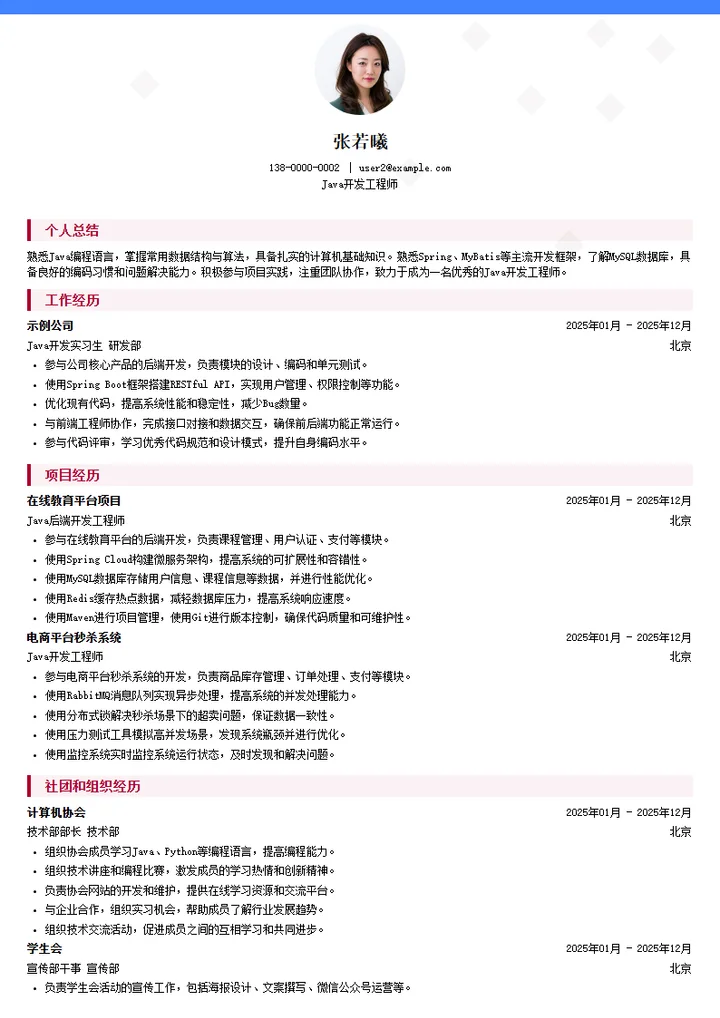 张若曦
138-0000-0002 | user2@example.com
Java开发工程师
个人总结
熟悉Java编程语言，掌握常用数据结构与算法，具备扎实的计算机基础知识。熟悉Spring、MyBatis等主流开发框架，了解MySQL数据库，具
备良好的编码习惯和问题解决能力。积极参与项目实践，注重团队协作，致力于成为一名优秀的Java开发工程师。
工作经历
示例公司 2025年01月 - 2025年12月
Java开发实习生 研发部 北京
• 参与公司核心产品的后端开发，负责模块的设计、编码和单元测试。
• 使用Spring Boot框架搭建RESTful API，实现用户管理、权限控制等功能。
• 优化现有代码，提高系统性能和稳定性，减少Bug数量。
• 与前端工程师协作，完成接口对接和数据交互，确保前后端功能正常运行。
• 参与代码评审，学习优秀代码规范和设计模式，提升自身编码水平。
项目经历
在线教育平台项目 2025年01月 - 2025年12月
Java后端开发工程师 北京
• 参与在线教育平台的后端开发，负责课程管理、用户认证、支付等模块。
• 使用Spring Cloud构建微服务架构，提高系统的可扩展性和容错性。
• 使用MySQL数据库存储用户信息、课程信息等数据，并进行性能优化。
• 使用Redis缓存热点数据，减轻数据库压力，提高系统响应速度。
• 使用Maven进行项目管理，使用Git进行版本控制，确保代码质量和可维护性。
电商平台秒杀系统 2025年01月 - 2025年12月
Java开发工程师 北京
• 参与电商平台秒杀系统的开发，负责商品库存管理、订单处理、支付等模块。
• 使用RabbitMQ消息队列实现异步处理，提高系统的并发处理能力。
• 使用分布式锁解决秒杀场景下的超卖问题，保证数据一致性。
• 使用压力测试工具模拟高并发场景，发现系统瓶颈并进行优化。
• 使用监控系统实时监控系统运行状态，及时发现和解决问题。
社团和组织经历
计算机协会 2025年01月 - 2025年12月
技术部部长 技术部 北京
• 组织协会成员学习Java、Python等编程语言，提高编程能力。
• 组织技术讲座和编程比赛，激发成员的学习热情和创新精神。
• 负责协会网站的开发和维护，提供在线学习资源和交流平台。
• 与企业合作，组织实习机会，帮助成员了解行业发展趋势。
• 组织技术交流活动，促进成员之间的互相学习和共同进步。
学生会 2025年01月 - 2025年12月
宣传部干事 宣传部 北京
• 负责学生会活动的宣传工作，包括海报设计、文案撰写、微信公众号运营等。